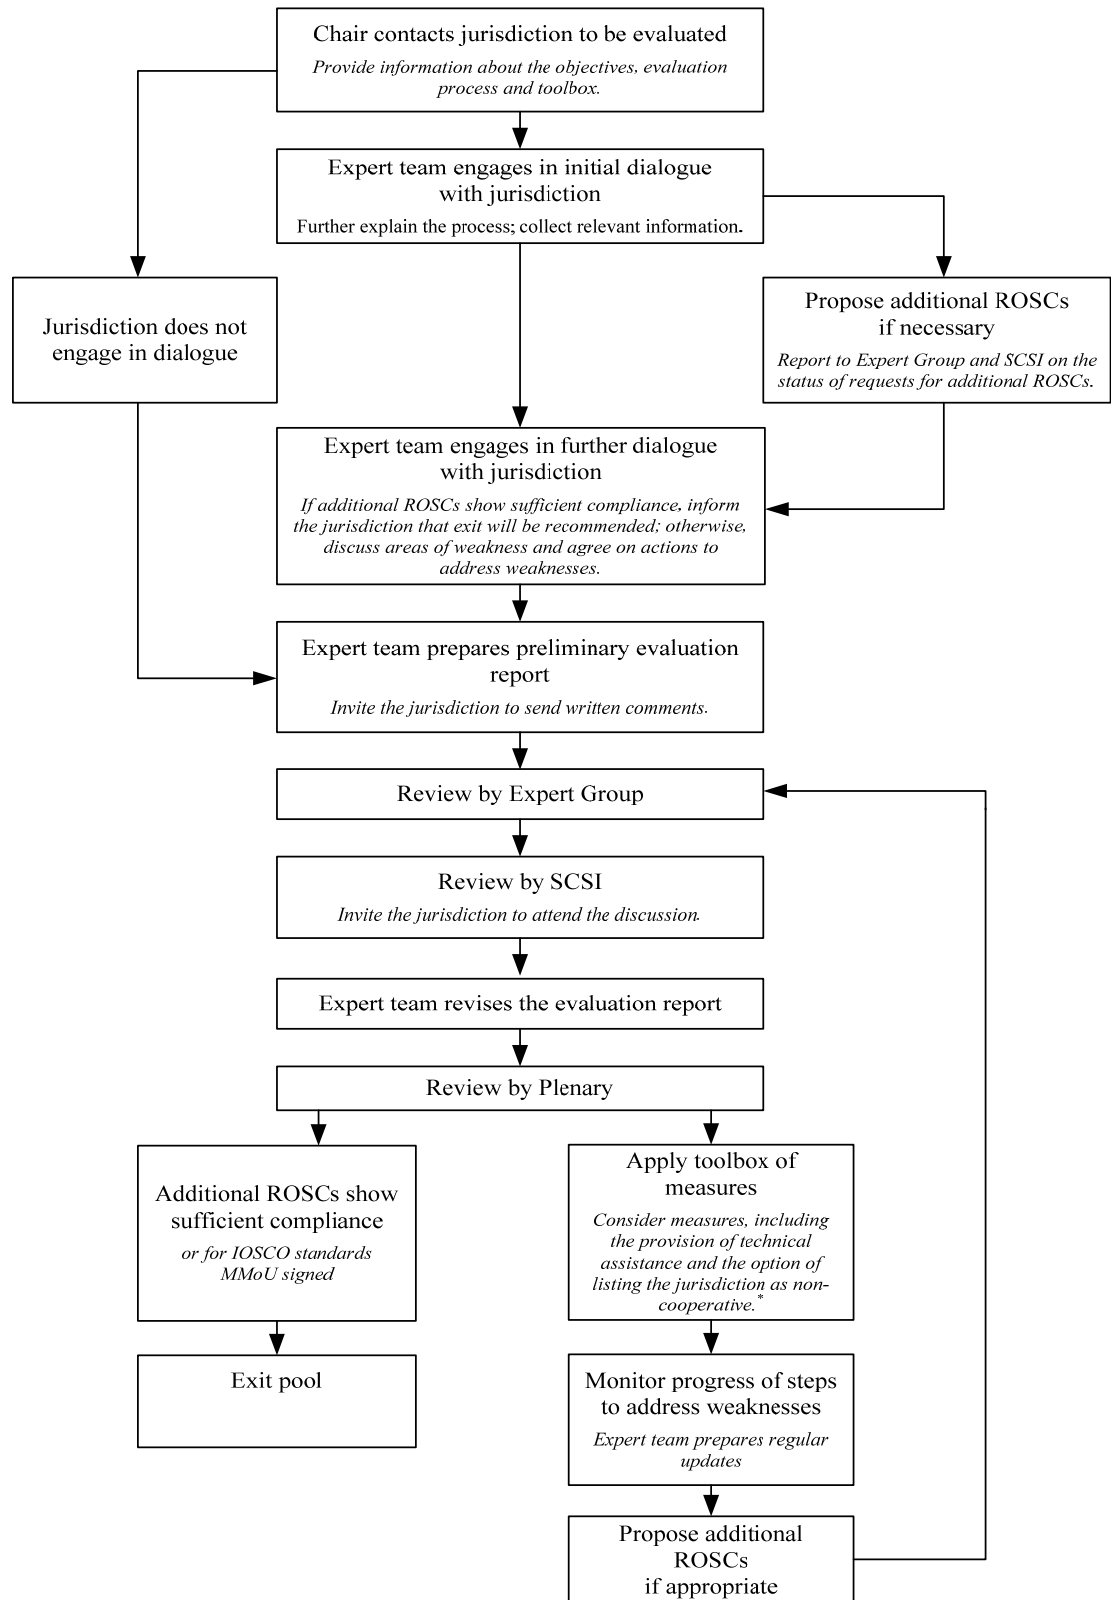 Chair contacts jurisdiction to be evaluated
Provide information about the objectives, evaluation
process and toolbox.
Expert team engages in initial dialogue
with jurisdiction
Further explain the process; collect relevant information.
Jurisdiction does not
engage in dialogue
Propose additional ROSCs
if necessary
Report to Expert Group and SCSI on the
status of requests for additional ROSCs.
Expert team engages in further dialogue
with jurisdiction
If additional ROSCs show sufficient compliance, inform
the jurisdiction that exit will be recommended; otherwise,
discuss areas of weakness and agree on actions to
address weaknesses.
Expert team prepares preliminary evaluation
report
Invite the jurisdiction to send written comments.
Review by Expert Group
Review by SCSI
Invite the jurisdiction to attend the discussion.
Expert team revises the evaluation report
Review by Plenary
Additional ROSCs show
sufficient compliance
or for IOSCO standards
MMoU signed
Exit pool
Apply toolbox of
measures
Consider measures, including
the provision of technical
assistance and the option of
listing the jurisdiction as non-
cooperative.*
Monitor progress of steps
to address weaknesses
Expert team prepares regular
updates
Propose additional
ROSCs
if appropriate